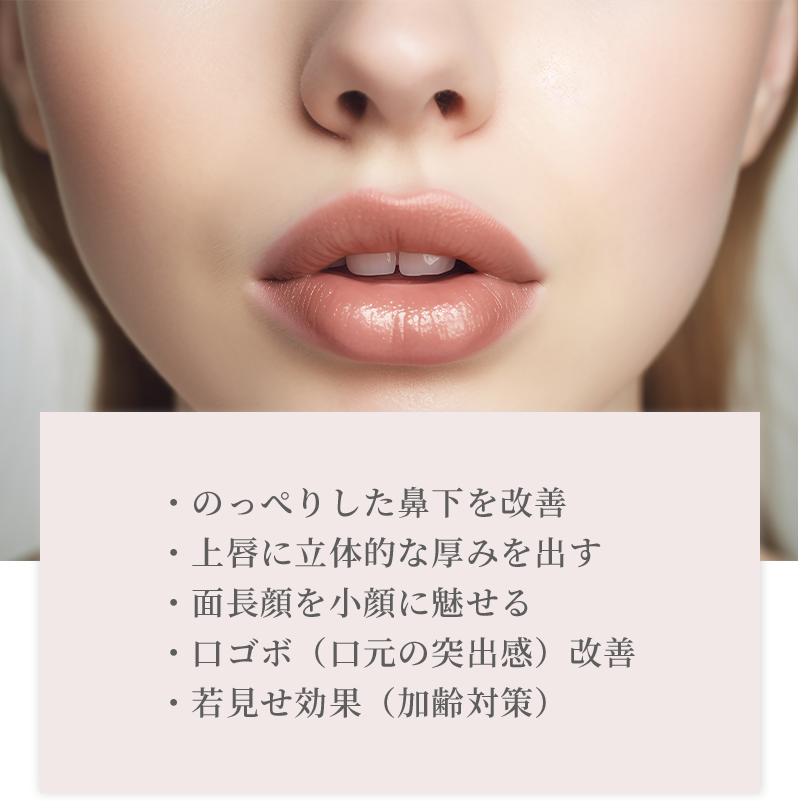 ・のっぺりした鼻下を改善
・上唇に立体的な厚みを出す
・面長顔を小顔に魅せる
・口ゴボ（口元の突出感）改善
・若見せ効果（加齢対策）